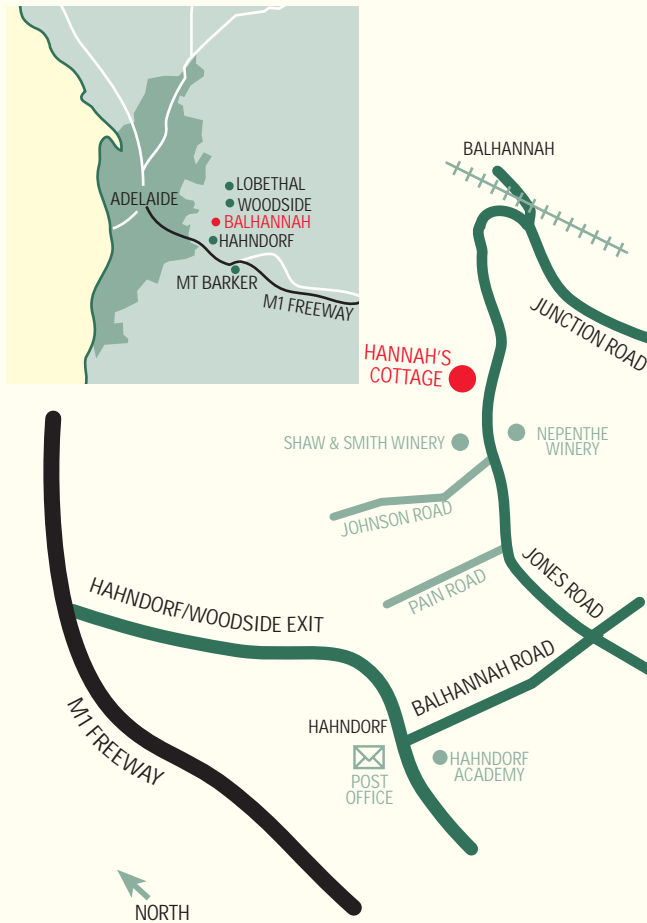 ADELAIDE
LOBETHAL
WOODSIDE
BALHANNAH
HAHNDORF
MT BARKER
M1 FREEWAY
BALHANNAH
JUNCTION ROAD
HANNAH'S
COTTAGE
SHAW & SMITH WINERY
NEPENTHE
WINERY
JOHNSON ROAD
PAIN ROAD
JONES ROAD
HAHNDORF/WOODSIDE EXIT
BALHANNAH ROAD
M1 FREEWAY
HAHNDORF
POST
OFFICE
HAHNDORF
ACADEMY
NORTH